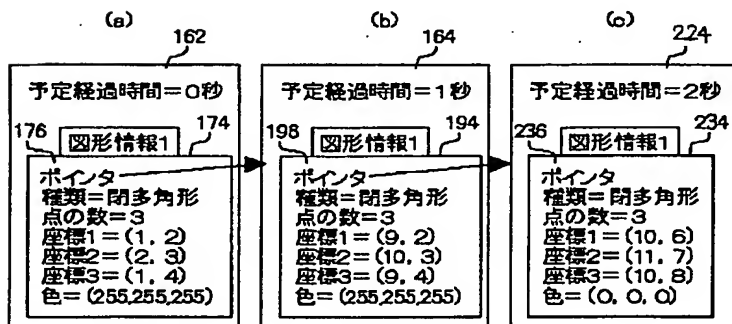 (a)
162
予定経過時間=0秒
176
図形情報1
174
ポインタ
種類=閉多角形
点の数=3
座標1=(1, 2)
座標2=(2, 3)
座標3=(1, 4)
色=(255,255,255)
(b)
164
予定経過時間=1秒
198
図形情報1
194
ポインタ
種類=閉多角形
点の数=3
座標1=(9, 2)
座標2=(10, 3)
座標3=(9, 4)
色=(255,255,255)
(c)
224
予定経過時間=2秒
236
図形情報1
234
ポインタ
種類=閉多角形
点の数=3
座標1=(10, 6)
座標2=(11, 7)
座標3=(10, 8)
色=(0, 0, 0)